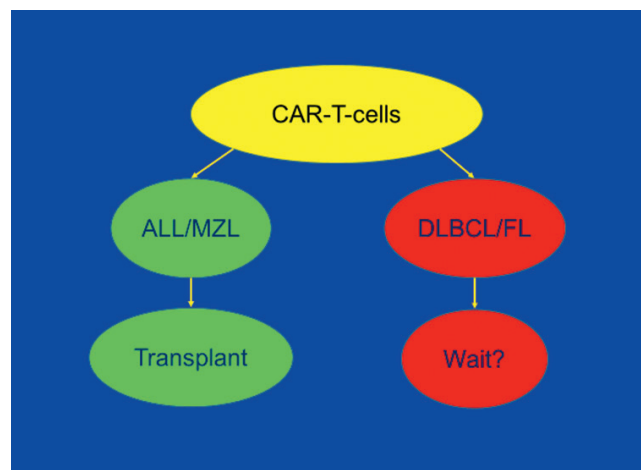 CAR-T-cells
ALL/MZL
DLBCL/FL
Transplant
Wait?